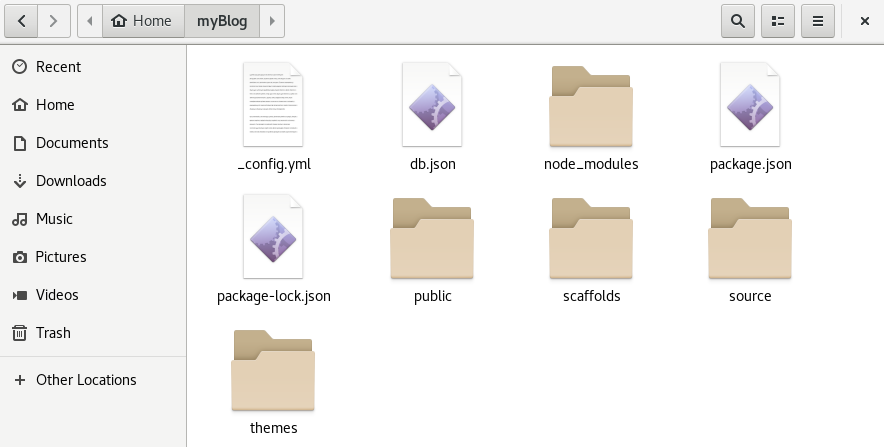 Home
myBlog
Recent
Home
Documents
Downloads
Music
Pictures
Videos
Trash
Other Locations
_config.yml
db.json
node_modules
package.json
package-lock.json
public
scaffolds
source
themes